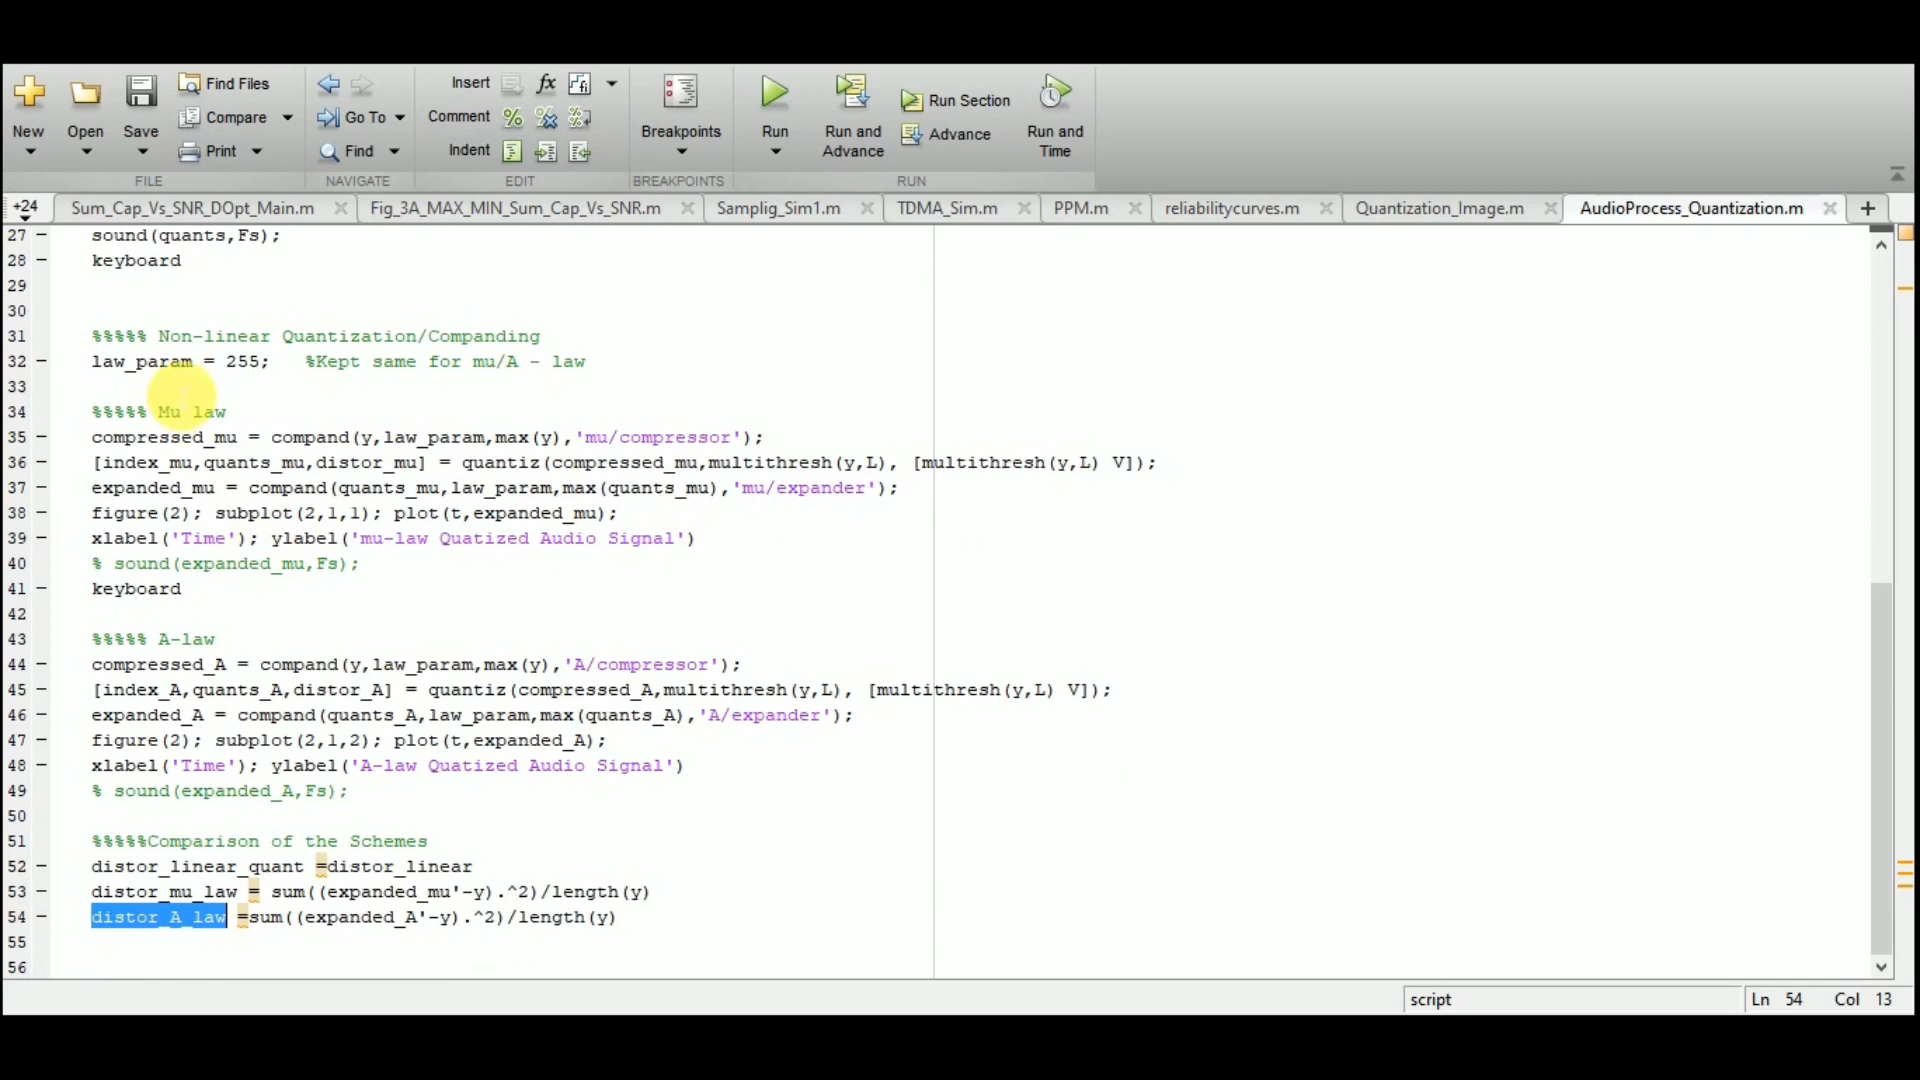 New
Open
Save
Find Files
Compare
Print
FILE
Go To
Find
NAVIGATE
Insert
fx
Comment
Indent
EDIT
Breakpoints
BREAKPOINTS
Run
Run and Advance
Run Section
Advance
Run and Time
RUN
+24
Sum_Cap_Vs_SNR_DOpt_Main.m
Fig_3A_MAX_MIN_Sum_Cap_Vs_SNR.m
Samplig_Sim1.m
TDMA_Sim.m
PPM.m
reliabilitycurves.m
Quantization_Image.m
AudioProcess_Quantization.m
27 – sound(quants,Fs);
28 – keyboard
29
30
31 %%%%% Non-linear Quantization/Companding
32 – law_param = 255; %Kept same for mu/A - law
33
34 %%%%% Mu law
35 – compressed_mu = compand(y,law_param,max(y),'mu/compressor');
36 – [index_mu,quants_mu,distor_mu] = quantiz(compressed_mu,multithresh(y,L), [multithresh(y,L) V]);
37 – expanded_mu = compand(quants_mu,law_param,max(quants_mu),'mu/expander');
38 – figure(2); subplot(2,1,1); plot(t,expanded_mu);
39 – xlabel('Time'); ylabel('mu-law Quatized Audio Signal')
40 % sound(expanded_mu,Fs);
41 – keyboard
42
43 %%%%% A-law
44 – compressed_A = compand(y,law_param,max(y),'A/compressor');
45 – [index_A,quants_A,distor_A] = quantiz(compressed_A,multithresh(y,L), [multithresh(y,L) V]);
46 – expanded_A = compand(quants_A,law_param,max(quants_A),'A/expander');
47 – figure(2); subplot(2,1,2); plot(t,expanded_A);
48 – xlabel('Time'); ylabel('A-law Quatized Audio Signal')
49 % sound(expanded_A,Fs);
50
51 %%%%%Comparison of the Schemes
52 – distor_linear_quant =distor_linear
53 – distor_mu_law = sum((expanded_mu'-y).^2)/length(y)
54 – distor_A_law =sum((expanded_A'-y).^2)/length(y)
55
56
script
Ln 54 Col 13